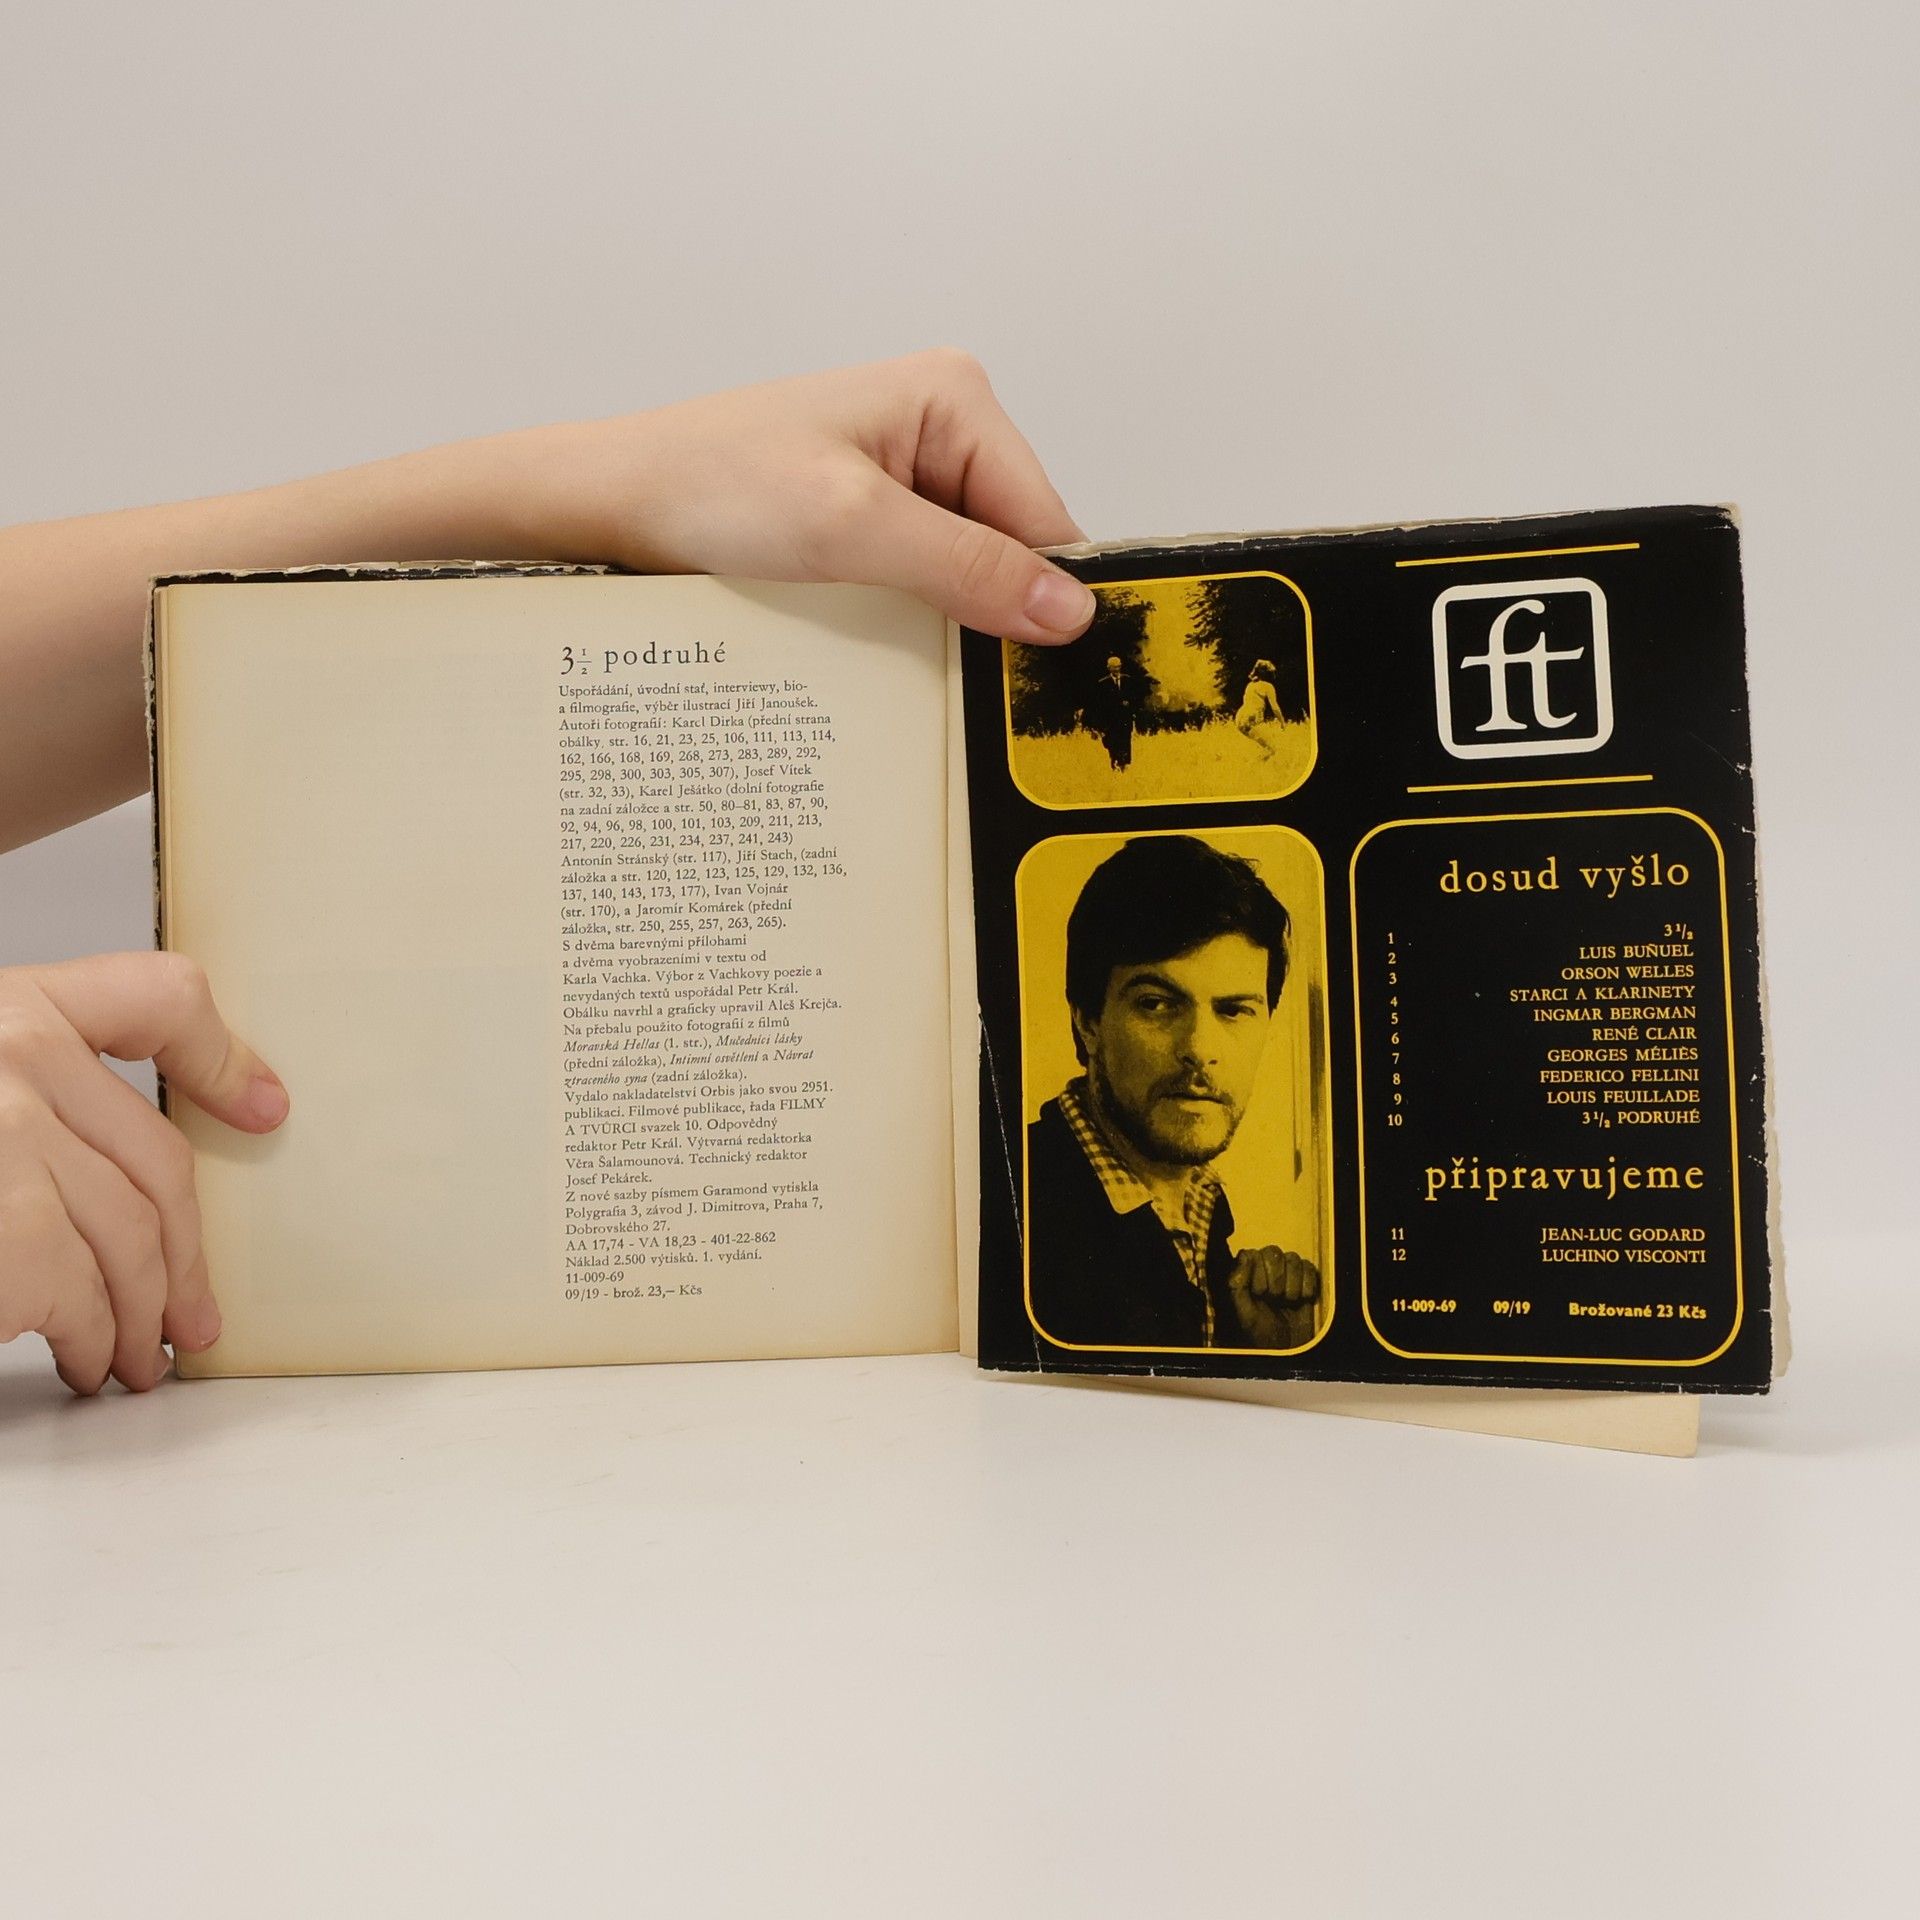 3 1/2 podruhé
Uspořádání, úvodní stať, interviewy, bio-
a filmografie, výběr ilustrací Jiří Janoušek.
Autoři fotografií: Karel Dirka (přední strana
obálky, str. 16, 21, 23, 25, 106, 111, 113, 114,
162, 166, 168, 169, 268, 273, 283, 289, 292,
295, 298, 300, 303, 305, 307), Josef Vítek
(str. 32, 33), Karel Ješátko (dolní fotografie
na zadní záložce a str. 50, 80–81, 83, 87, 90,
92, 94, 96, 98, 100, 101, 103, 209, 211, 213,
217, 220, 226, 231, 234, 237, 241, 243)
Antonín Stránský (str. 117), Jiří Stach, (zadní
záložka a str. 120, 122, 123, 125, 129, 132, 136,
137, 140, 143, 173, 177), Ivan Vojnár
(str. 170), a Jaromír Komárek (přední
záložka, str. 250, 255, 257, 263, 265).
S dvěma barevnými přílohami
a dvěma vyobrazeními v textu od
Karla Vachka. Výbor z Vachkovy poezie a
nevydaných textů uspořádal Petr Král.
Obálku navrhl a graficky upravil Aleš Krejča.
Na přebalu použito fotografií z filmů
Moravská Hellas (1. str.), Mučedníci lásky
(přední záložka), Intimní osvětlení a Návrat
ztraceného syna (zadní záložka).
Vydalo nakladatelství Orbis jako svou 2951.
publikaci. Filmové publikace, řada FILMY
A TVŮRCI svazek 10. Odpovědný
redaktor Petr Král. Výtvarná redaktorka
Věra Šalamounová. Technický redaktor
Josef Pekárek.
Z nové sazby písmem Garamond vytiskla
Polygrafia 3, závod J. Dimitrova, Praha 7,
Dobrovského 27.
AA 17,74 - VA 18,23 - 401-22-862
Náklad 2.500 výtisků. 1. vydání.
11-009-69
09/19 - brož. 23,– Kčs
ft
dosud vyšlo
1 3 1/2
2 LUIS BUÑUEL
3 ORSON WELLES
4 STARCI A KLARINETY
5 INGMAR BERGMAN
6 RENÉ CLAIR
7 GEORGES MÉLIÈS
8 FEDERICO FELLINI
9 LOUIS FEUILLADE
10 3 1/2 PODRUHÉ
připravujeme
11 JEAN-LUC GODARD
12 LUCHINO VISCONTI
11-009-69 09/19 Brožované 23 Kčs